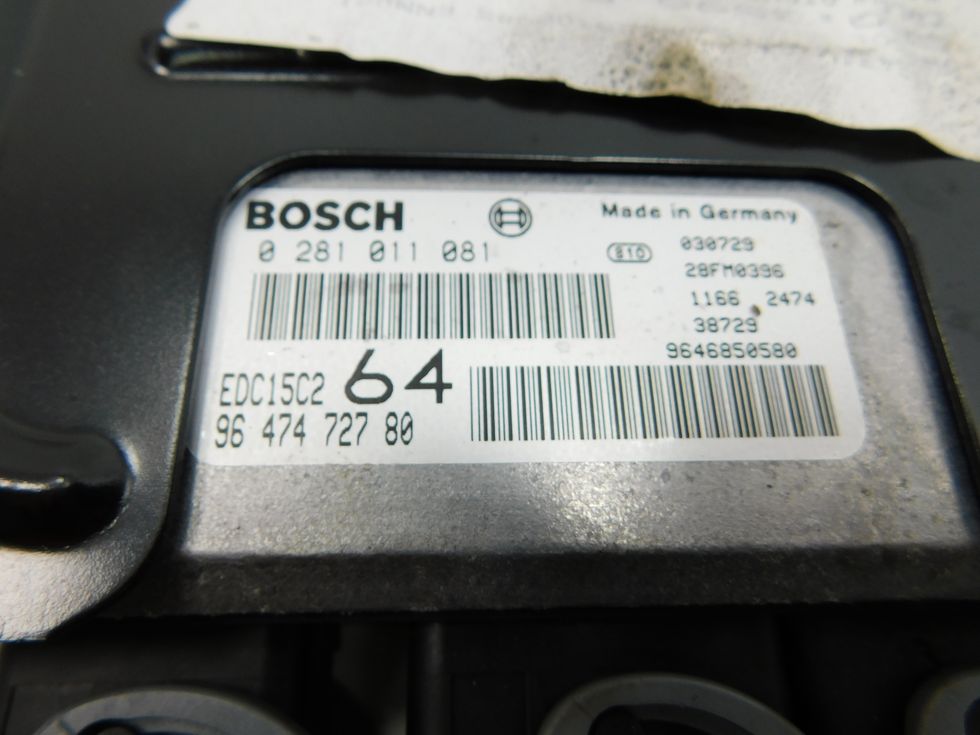 BOSCH
Made in Germany
0 281 011 081
810
030729
28FM0396
1166 2474
38729
9646850580
EDC15C2 64
96 474 727 80